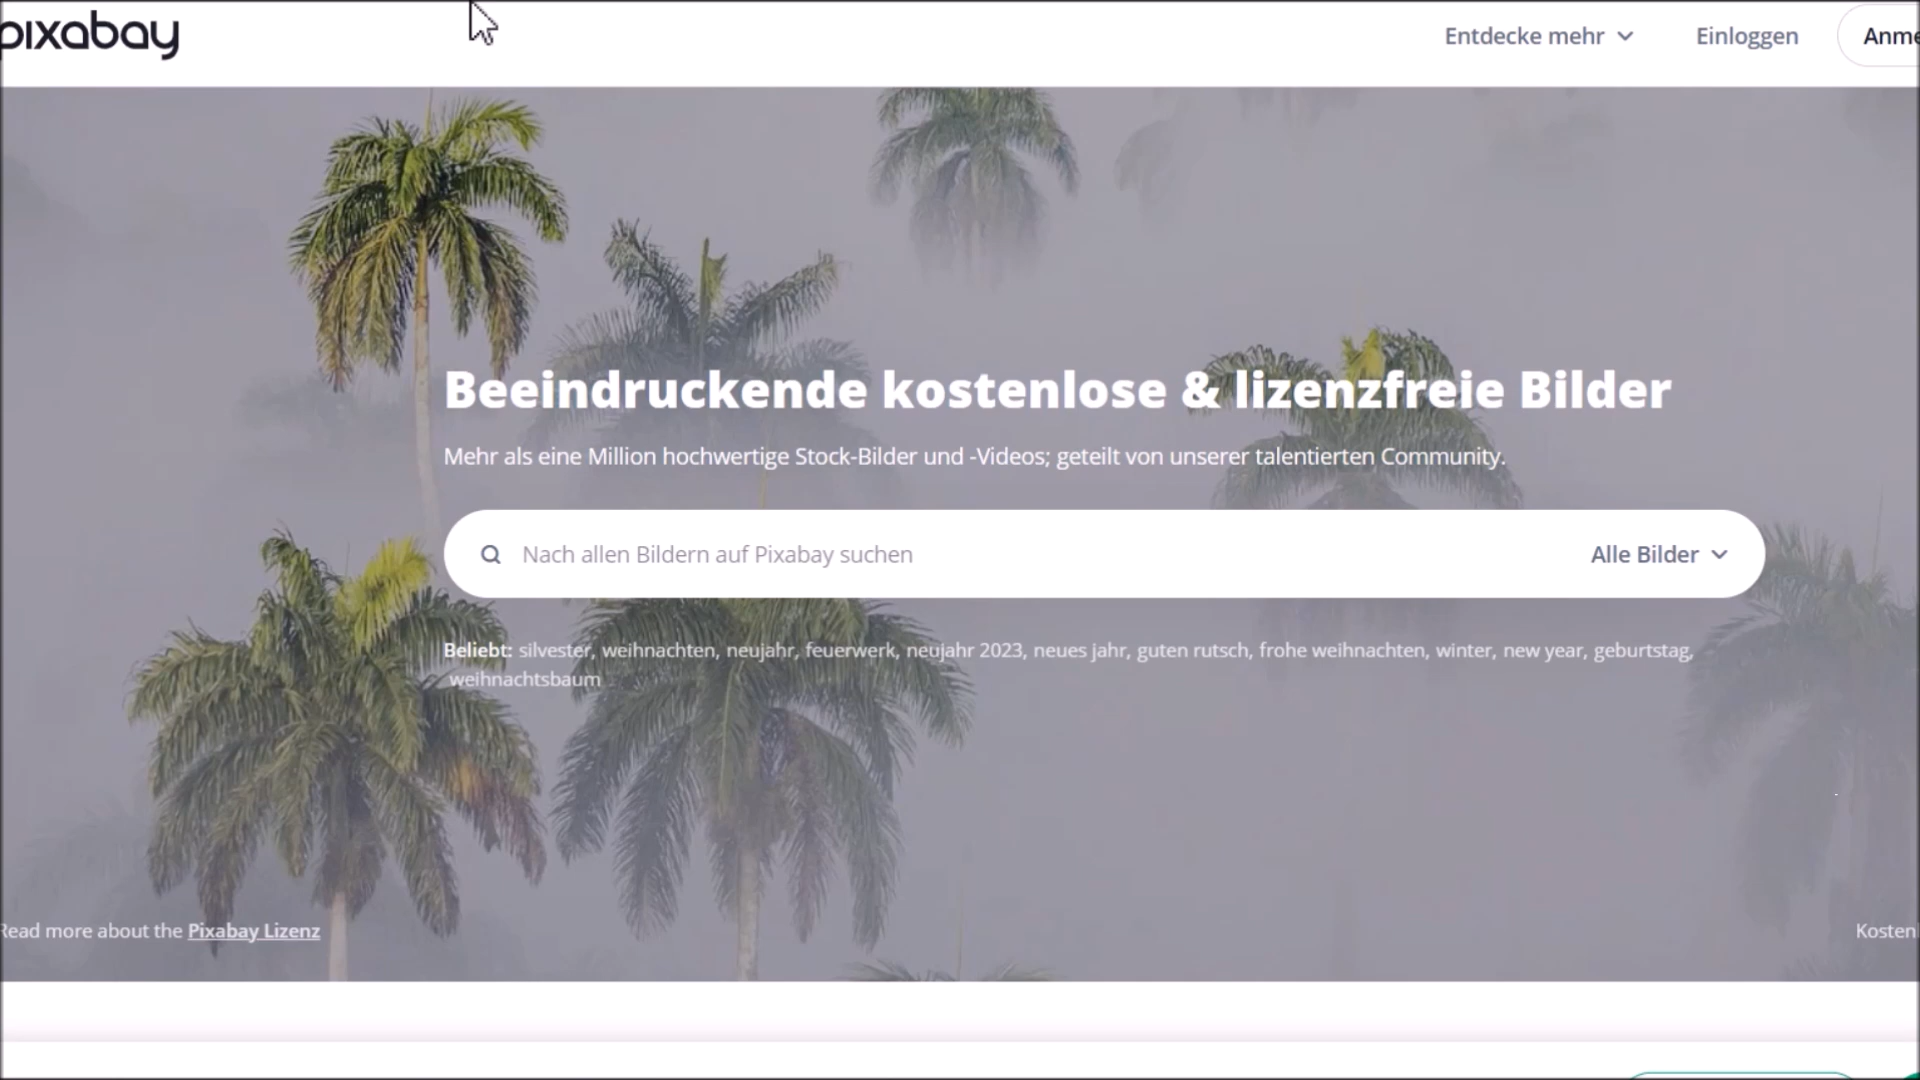 pixabay
Entdecke mehr
Einloggen
Anme
Beeindruckende kostenlose & lizenzfreie Bilder
Mehr als eine Million hochwertige Stock-Bilder und -Videos; geteilt von unserer talentierten Community.
Nach allen Bildern auf Pixabay suchen
Alle Bilder
Beliebt: silvester, weihnachten, neujahr, feuerwerk, neujahr 2023, neues jahr, guten rutsch, frohe weihnachten, winter, new year, geburtstag,
weihnachtsbaum
Read more about the Pixabay Lizenz
Kosten